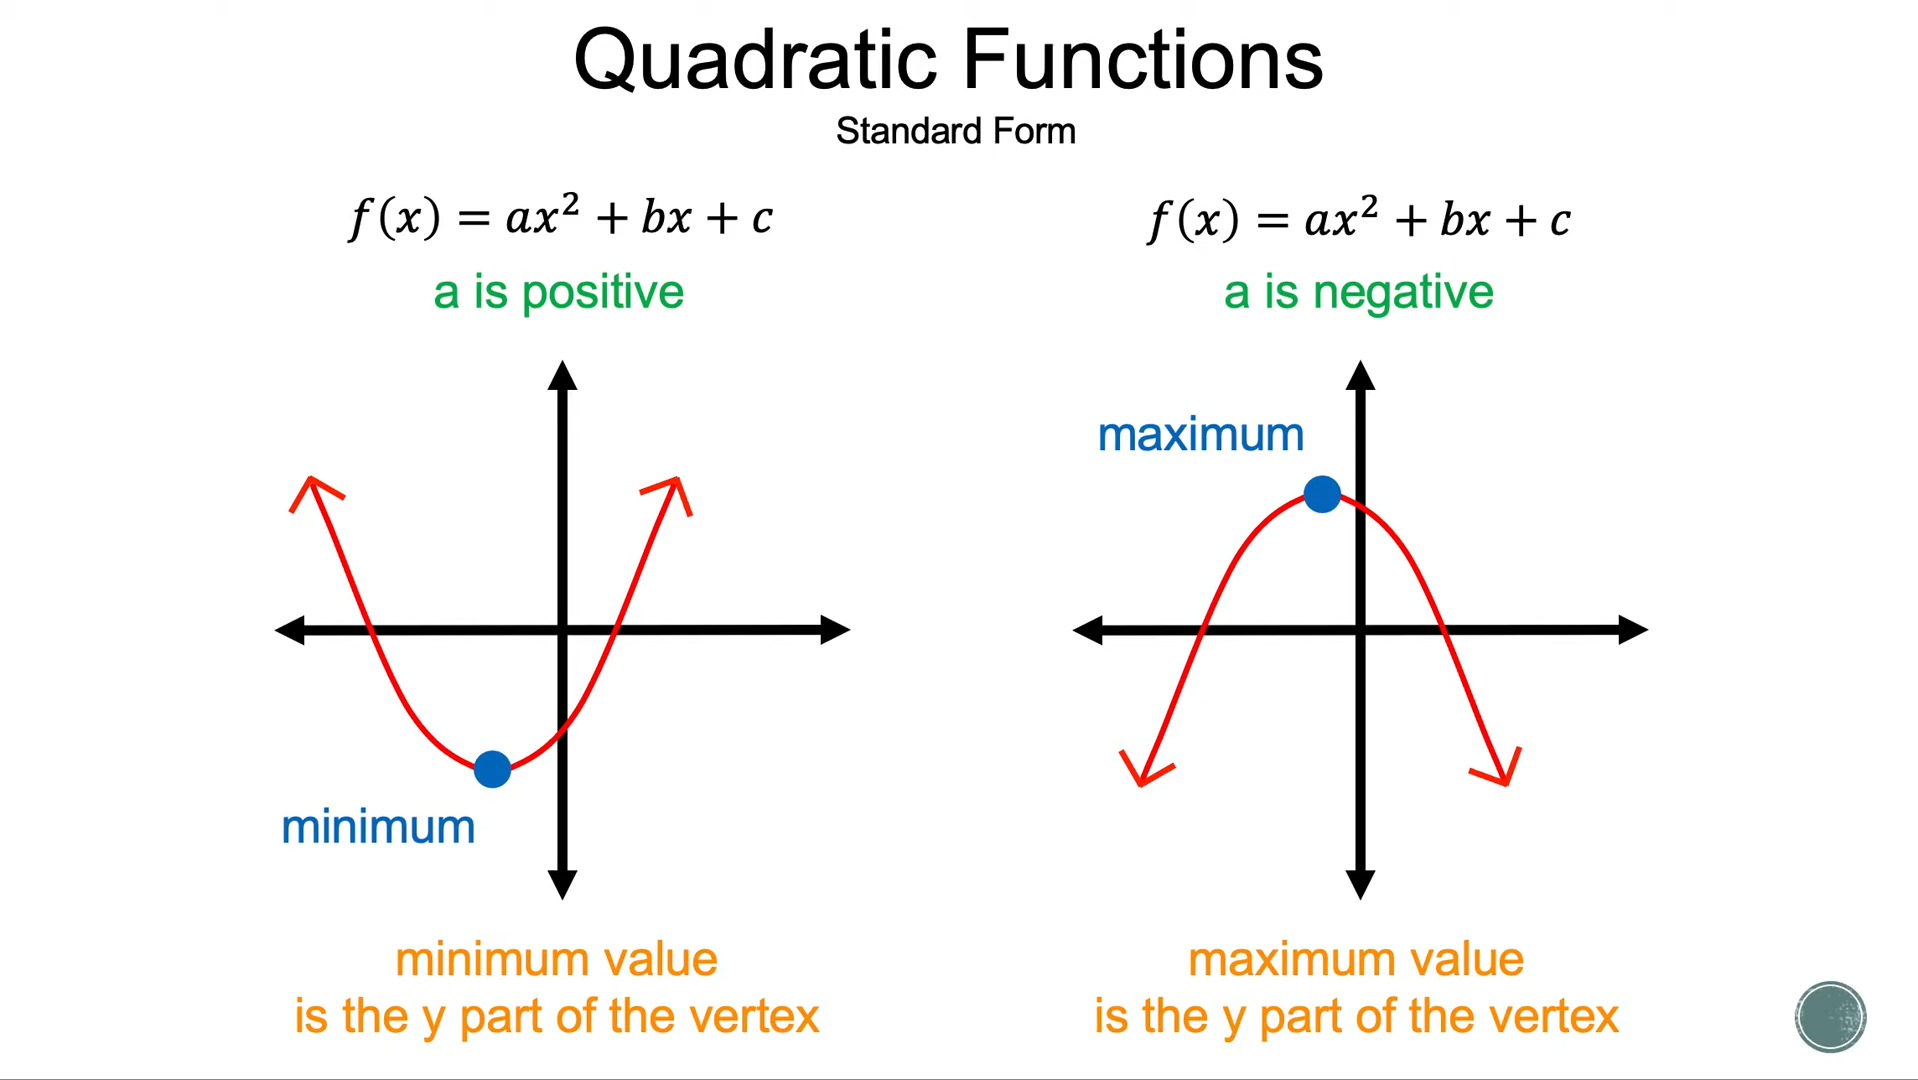 Quadratic Functions
Standard Form
f(x) = ax² + bx + c
a is positive
minimum
minimum value
is the y part of the vertex
f(x) = ax² + bx + c
a is negative
maximum
maximum value
is the y part of the vertex